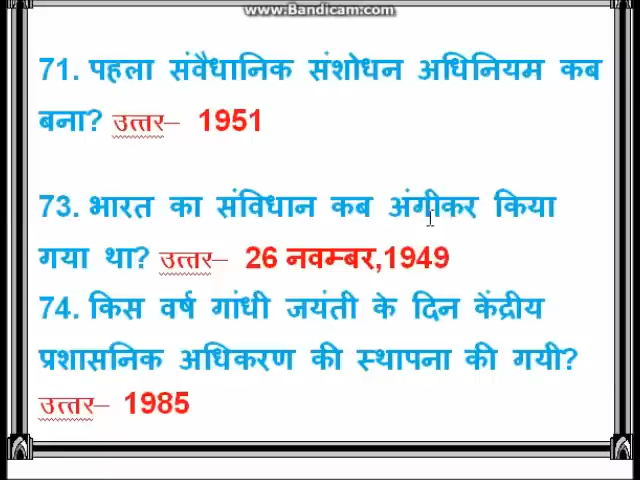 www.Bandicam.com
71. पहला संवैधानिक संशोधन अधिनियम कब
बना? उत्तर– 1951
73. भारत का संविधान कब अंगीकर किया
गया था? उत्तर– 26 नवम्बर,1949
74. किस वर्ष गांधी जयंती के दिन केंद्रीय
प्रशासनिक अधिकरण की स्थापना की गयी?
उत्तर– 1985